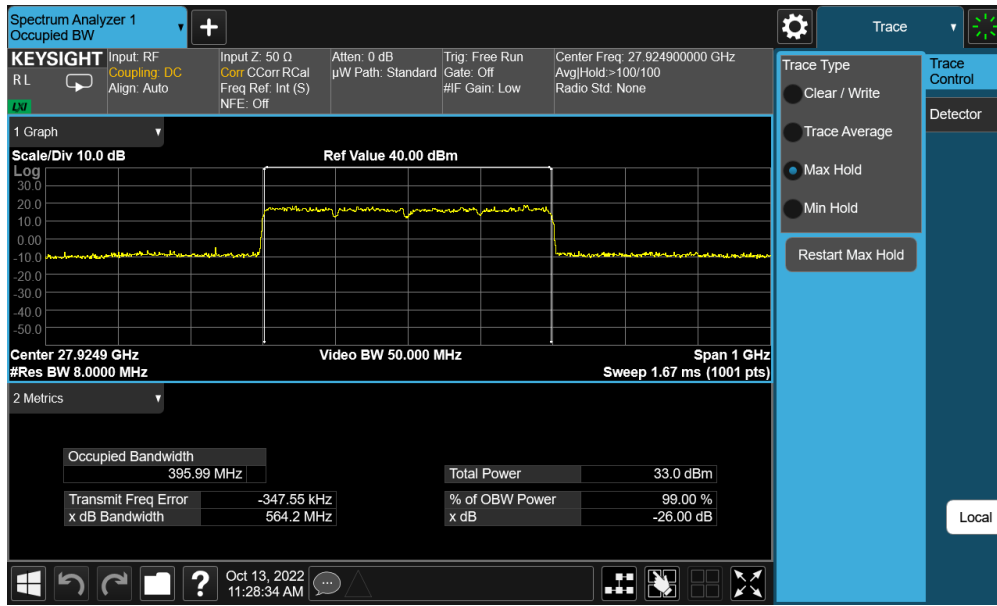 Spectrum Analyzer 1
Occupied BW
Trace
KEYSIGHT
R L
LXI
Input: RF
Coupling: DC
Align: Auto
Input Z: 50 Ω
Corr CCorr RCal
Freq Ref: Int (S)
NFE: Off
Atten: 0 dB
µW Path: Standard
Trig: Free Run
Gate: Off
#IF Gain: Low
Center Freq: 27.924900000 GHz
Avg|Hold:>100/100
Radio Std: None
Trace Type
Clear / Write
Trace Average
Max Hold
Min Hold
Restart Max Hold
Trace
Control
Detector
1 Graph
Scale/Div 10.0 dB
Ref Value 40.00 dBm
Log
30.0
20.0
10.0
0.00
-10.0
-20.0
-30.0
-40.0
-50.0
Center 27.9249 GHz
Video BW 50.000 MHz
Span 1 GHz
#Res BW 8.0000 MHz
Sweep 1.67 ms (1001 pts)
2 Metrics
Occupied Bandwidth
395.99 MHz
Total Power 33.0 dBm
Transmit Freq Error -347.55 kHz
% of OBW Power 99.00 %
x dB Bandwidth 564.2 MHz
x dB -26.00 dB
Local
?
Oct 13, 2022
11:28:34 AM